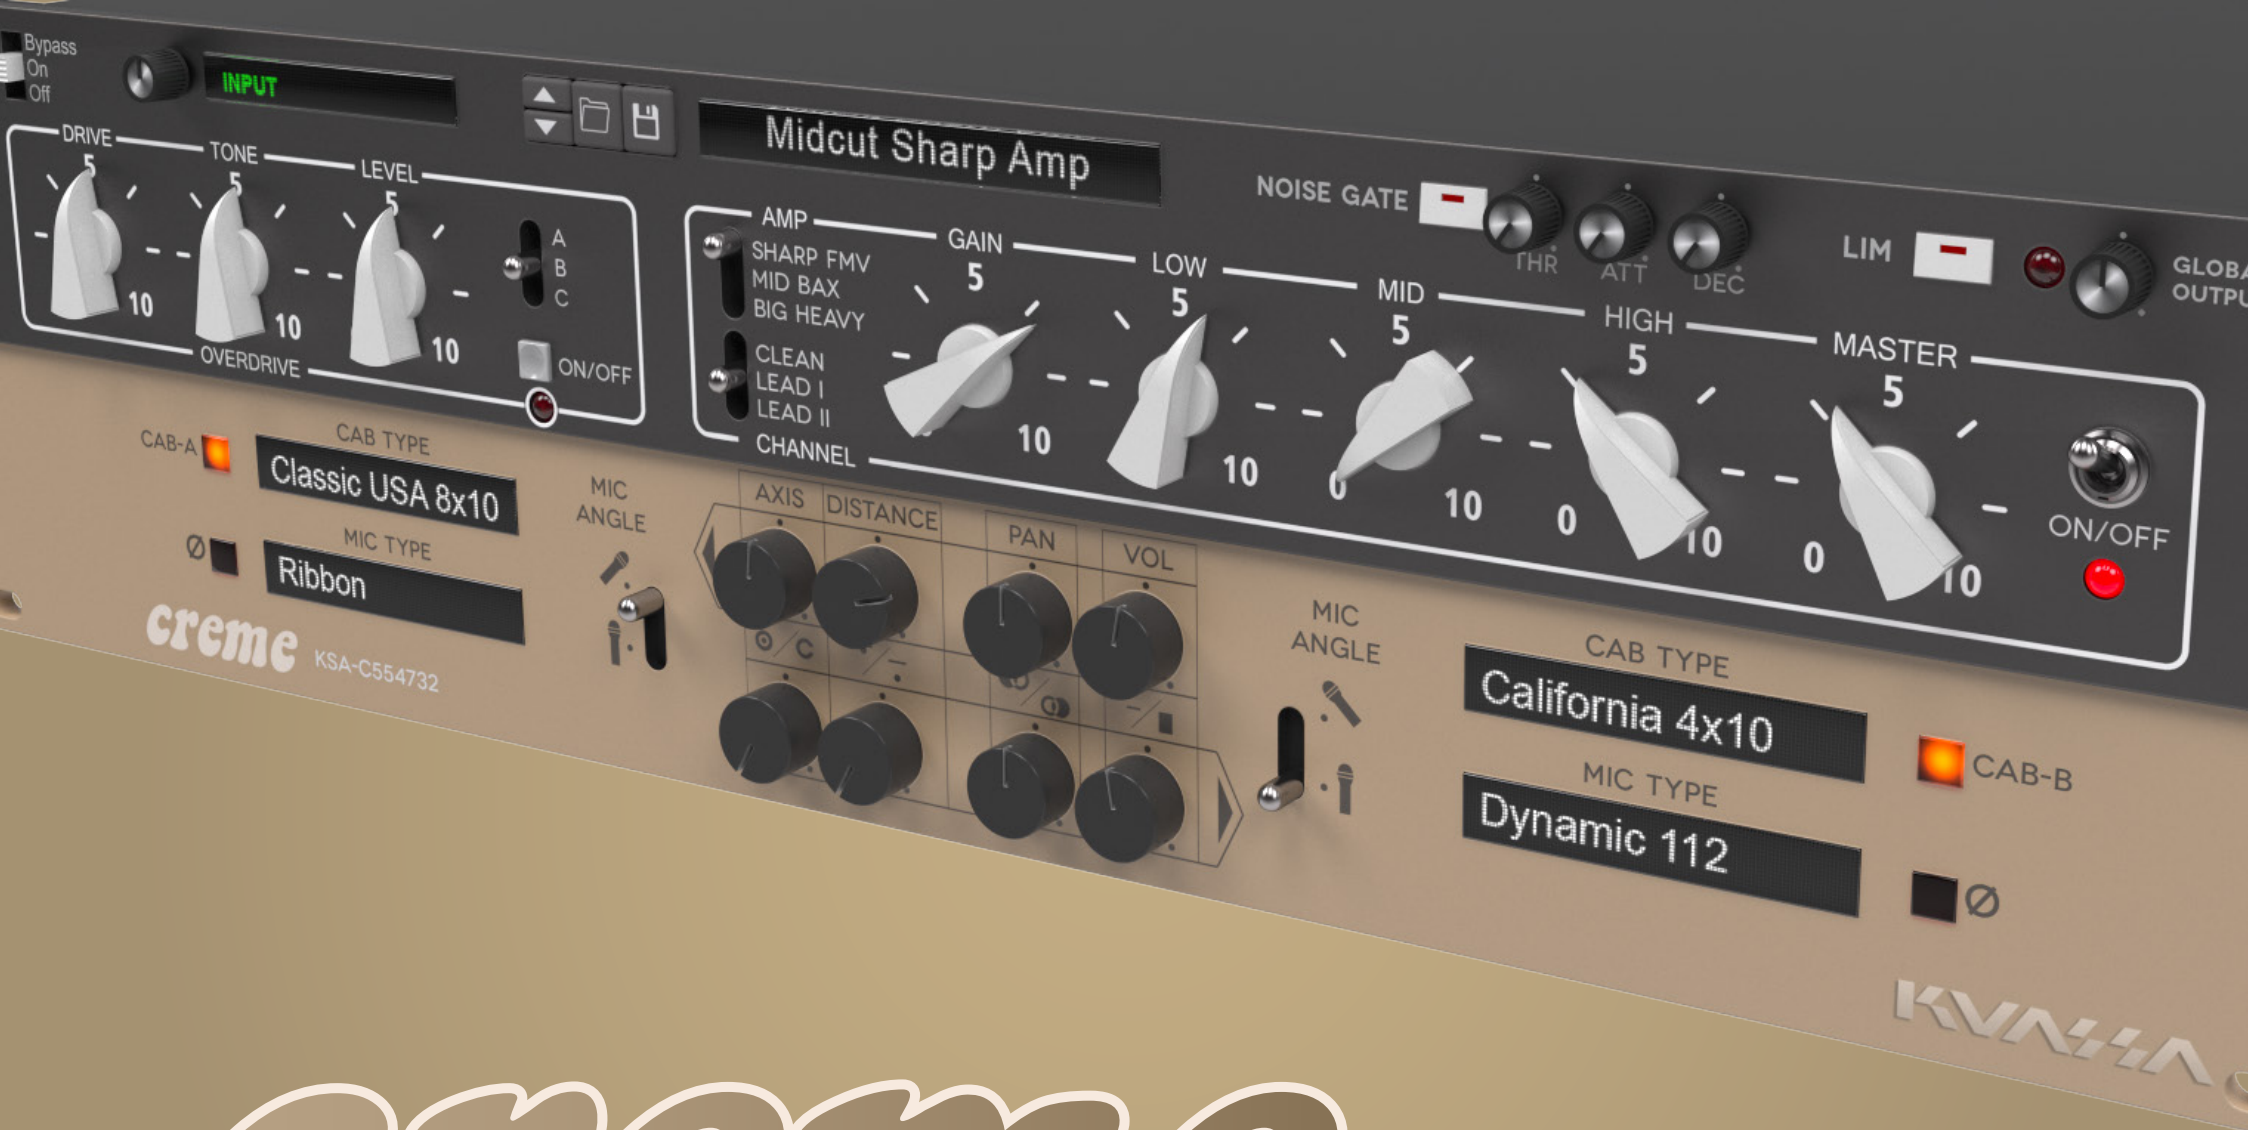 Bypass
On
Off
INPUT
Midcut Sharp Amp
NOISE GATE
THR
ATT
DEC
LIM
DRIVE
TONE
LEVEL
5
5
5
10
10
10
A
B
C
ON/OFF
OVERDRIVE
AMP
SHARP FMV
MID BAX
BIG HEAVY
CLEAN
LEAD I
LEAD II
CHANNEL
GAIN
LOW
MID
HIGH
MASTER
5
5
5
5
5
10
10
0
10
0
10
0
10
ON/OFF
CAB-A
CAB TYPE
Classic USA 8x10
Ø
MIC TYPE
Ribbon
creme
KSA-C554732
MIC
ANGLE
AXIS
DISTANCE
PAN
VOL
C
MIC
ANGLE
CAB TYPE
California 4x10
CAB-B
MIC TYPE
Dynamic 112
Ø
KVASSA